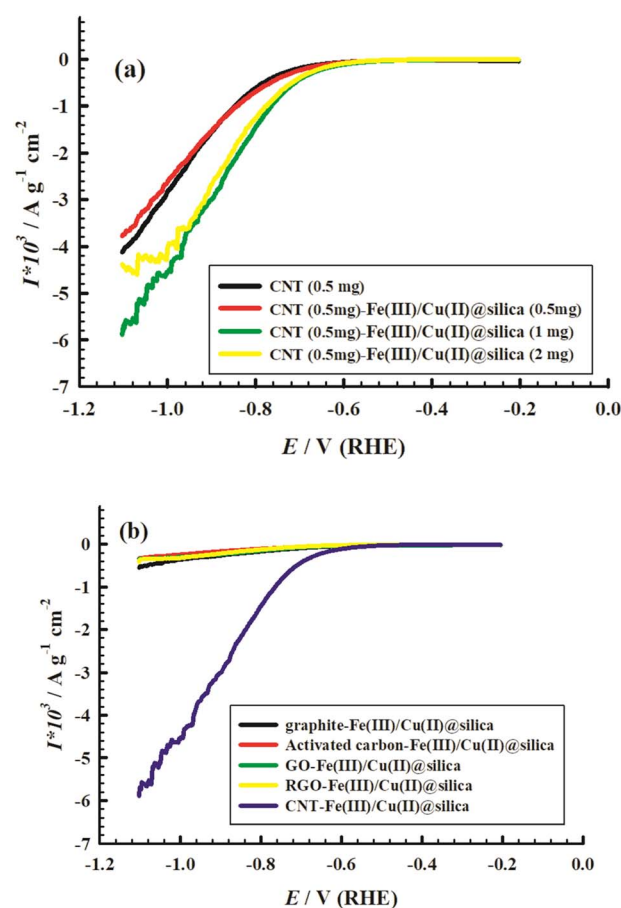 (a)
0
-1
-2
-3
-4
-5
-6
-7
I*10³ / A g⁻¹ cm⁻²
CNT (0.5 mg)
CNT (0.5mg)-Fe(III)/Cu(II)@silica (0.5mg)
CNT (0.5mg)-Fe(III)/Cu(II)@silica (1 mg)
CNT (0.5mg)-Fe(III)/Cu(II)@silica (2 mg)
-1.2 -1.0 -0.8 -0.6 -0.4 -0.2 0.0
E / V (RHE)
(b)
0
-1
-2
-3
-4
-5
-6
-7
I*10³ / A g⁻¹ cm⁻²
graphite-Fe(III)/Cu(II)@silica
Activated carbon-Fe(III)/Cu(II)@silica
GO-Fe(III)/Cu(II)@silica
RGO-Fe(III)/Cu(II)@silica
CNT-Fe(III)/Cu(II)@silica
-1.2 -1.0 -0.8 -0.6 -0.4 -0.2 0.0
E / V (RHE)